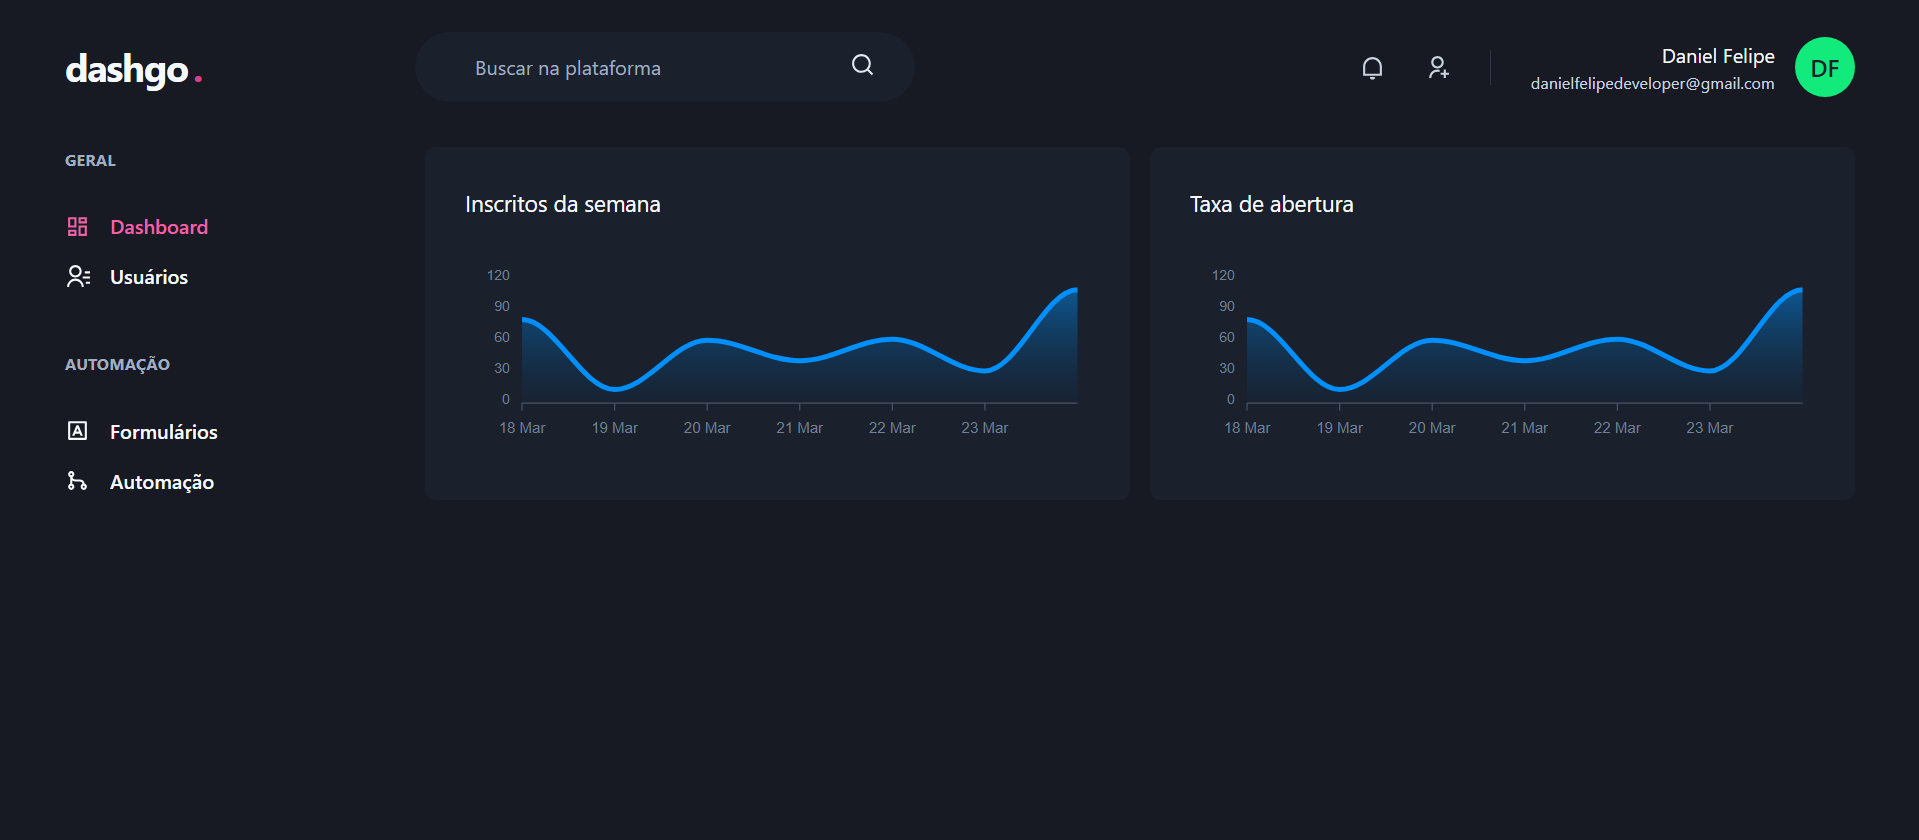 dashgo.
Buscar na plataforma
Daniel Felipe
danielfelipedeveloper@gmail.com
DF
GERAL
Dashboard
Usuários
AUTOMAÇÃO
Formulários
Automação
Inscritos da semana
120
90
60
30
0
18 Mar 19 Mar 20 Mar 21 Mar 22 Mar 23 Mar
Taxa de abertura
120
90
60
30
0
18 Mar 19 Mar 20 Mar 21 Mar 22 Mar 23 Mar